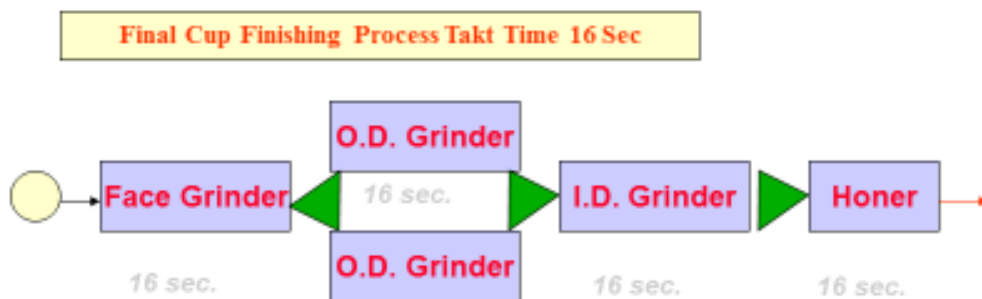 Final Cup Finishing Process Takt Time 16 Sec
O.D. Grinder
Face Grinder
16 sec.
I.D. Grinder
Honer
O.D. Grinder
16 sec.
16 sec.
16 sec.